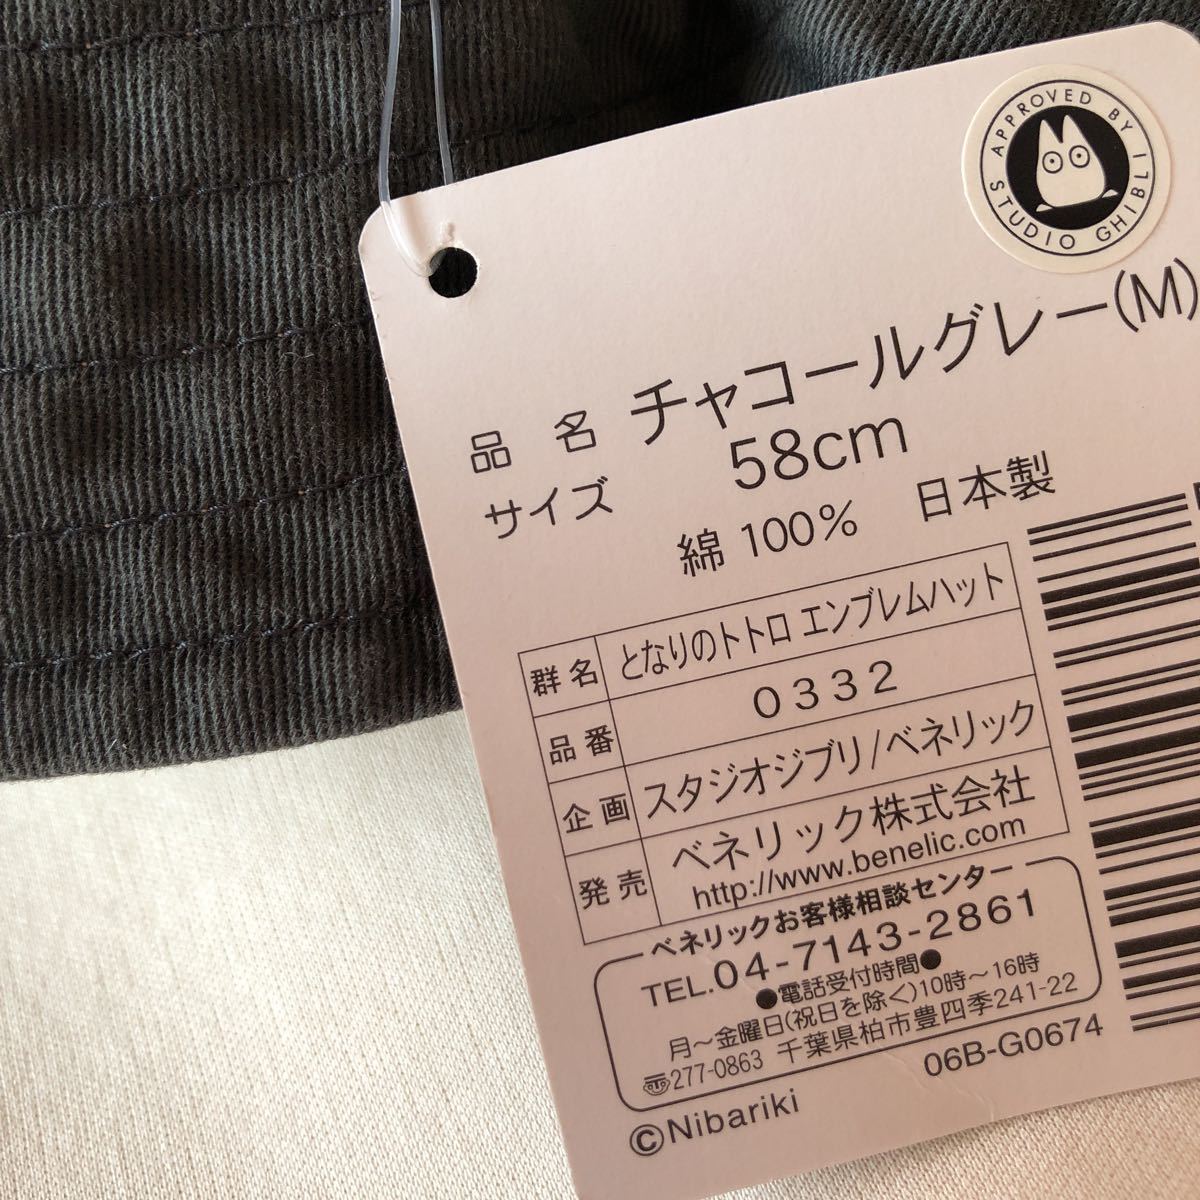 APPROVED BY STUDIO GHIBLI
品 名 チャコールグレー(M)
サイズ 58cm
綿 100% 日本製
群 名 となりのトトロ エンブレムハット
品番 0332
企 画 スタジオジブリ/ベネリック
発 売 ベネリック株式会社
http://www.benelic.com
ベネリックお客様相談センター
TEL.04-7143-2861
●電話受付時間●
月〜金曜日(祝日を除く)10時〜16時
〠277-0863 千葉県柏市豊四季241-22
06B-G0674
©Nibariki